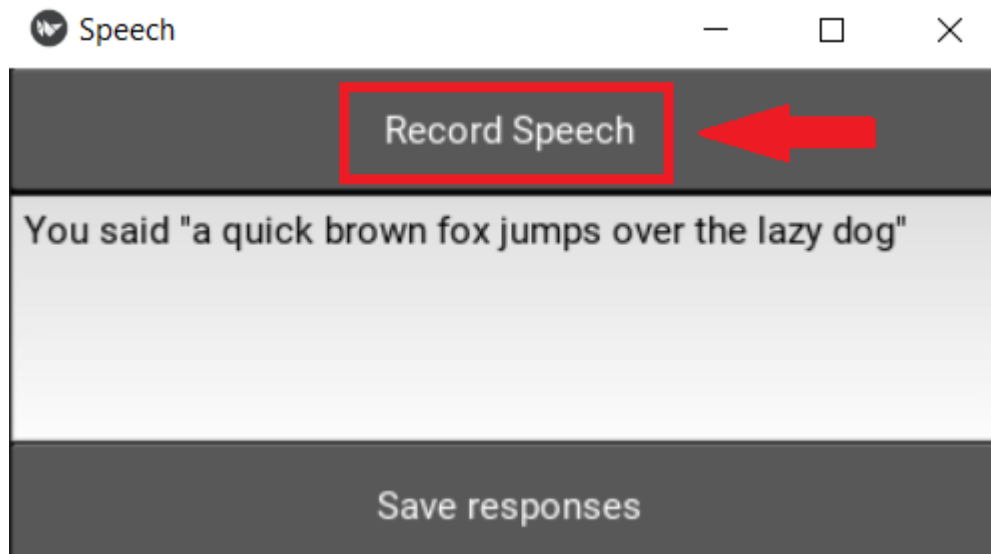 Speech
Record Speech
You said "a quick brown fox jumps over the lazy dog"
Save responses